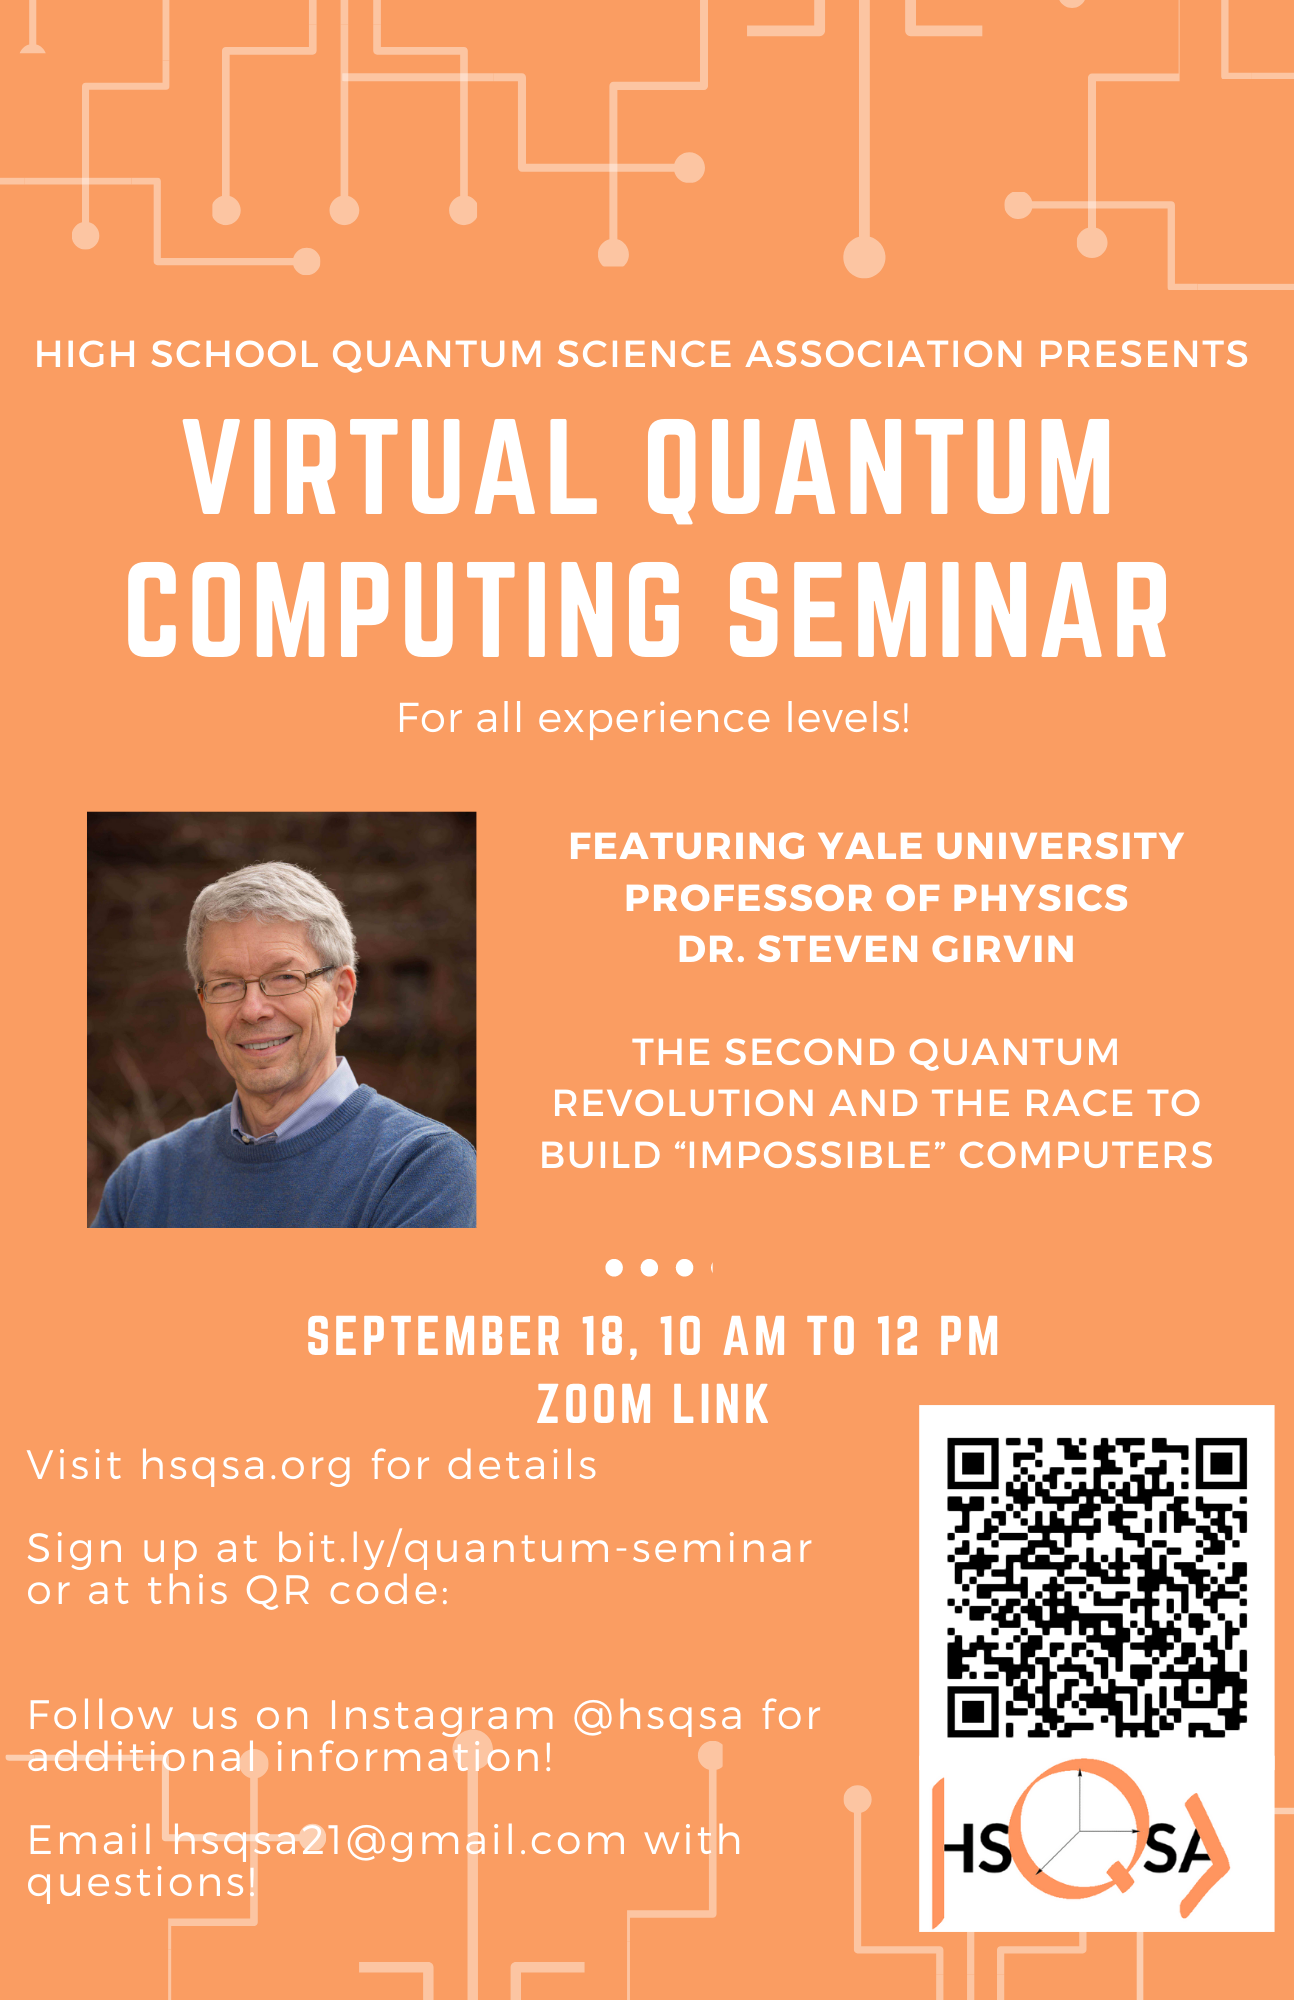 HIGH SCHOOL QUANTUM SCIENCE ASSOCIATION PRESENTS
VIRTUAL QUANTUM
COMPUTING SEMINAR
For all experience levels!
FEATURING YALE UNIVERSITY
PROFESSOR OF PHYSICS
DR. STEVEN GIRVIN
THE SECOND QUANTUM
REVOLUTION AND THE RACE TO
BUILD “IMPOSSIBLE” COMPUTERS
SEPTEMBER 18, 10 AM TO 12 PM
ZOOM LINK
Visit hsqsa.org for details
Sign up at bit.ly/quantum-seminar
or at this QR code:
Follow us on Instagram @hsqsa for
additional information!
Email hsqsa21@gmail.com with
questions!
HSQSA